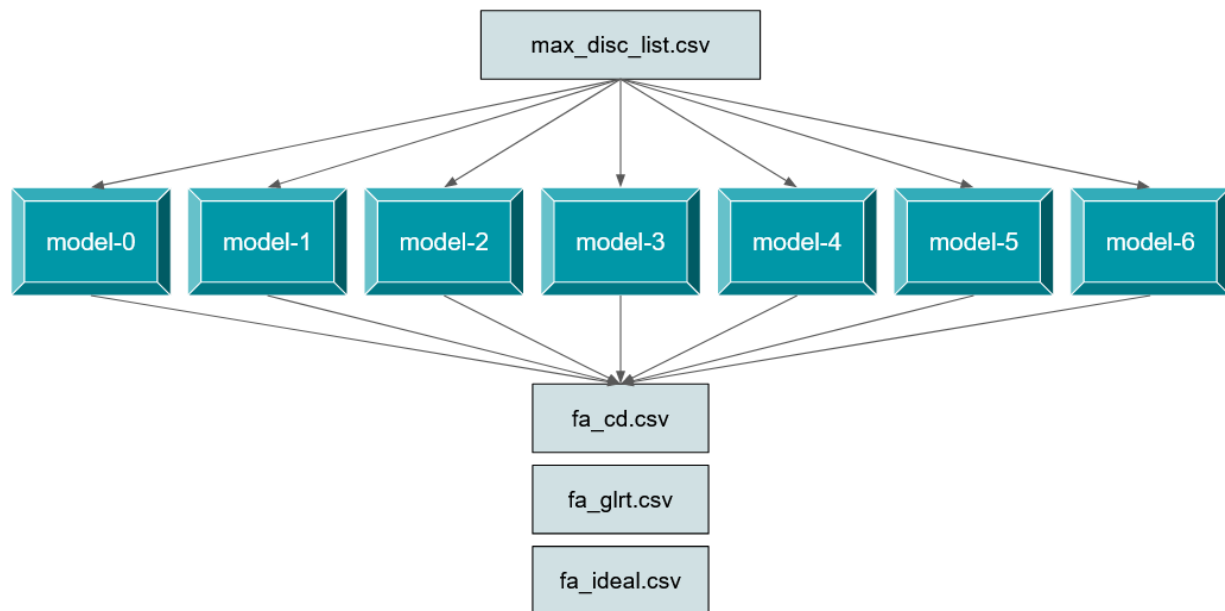 max_disc_list.csv
model-0
model-1
model-2
model-3
model-4
model-5
model-6
fa_cd.csv
fa_glrt.csv
fa_ideal.csv